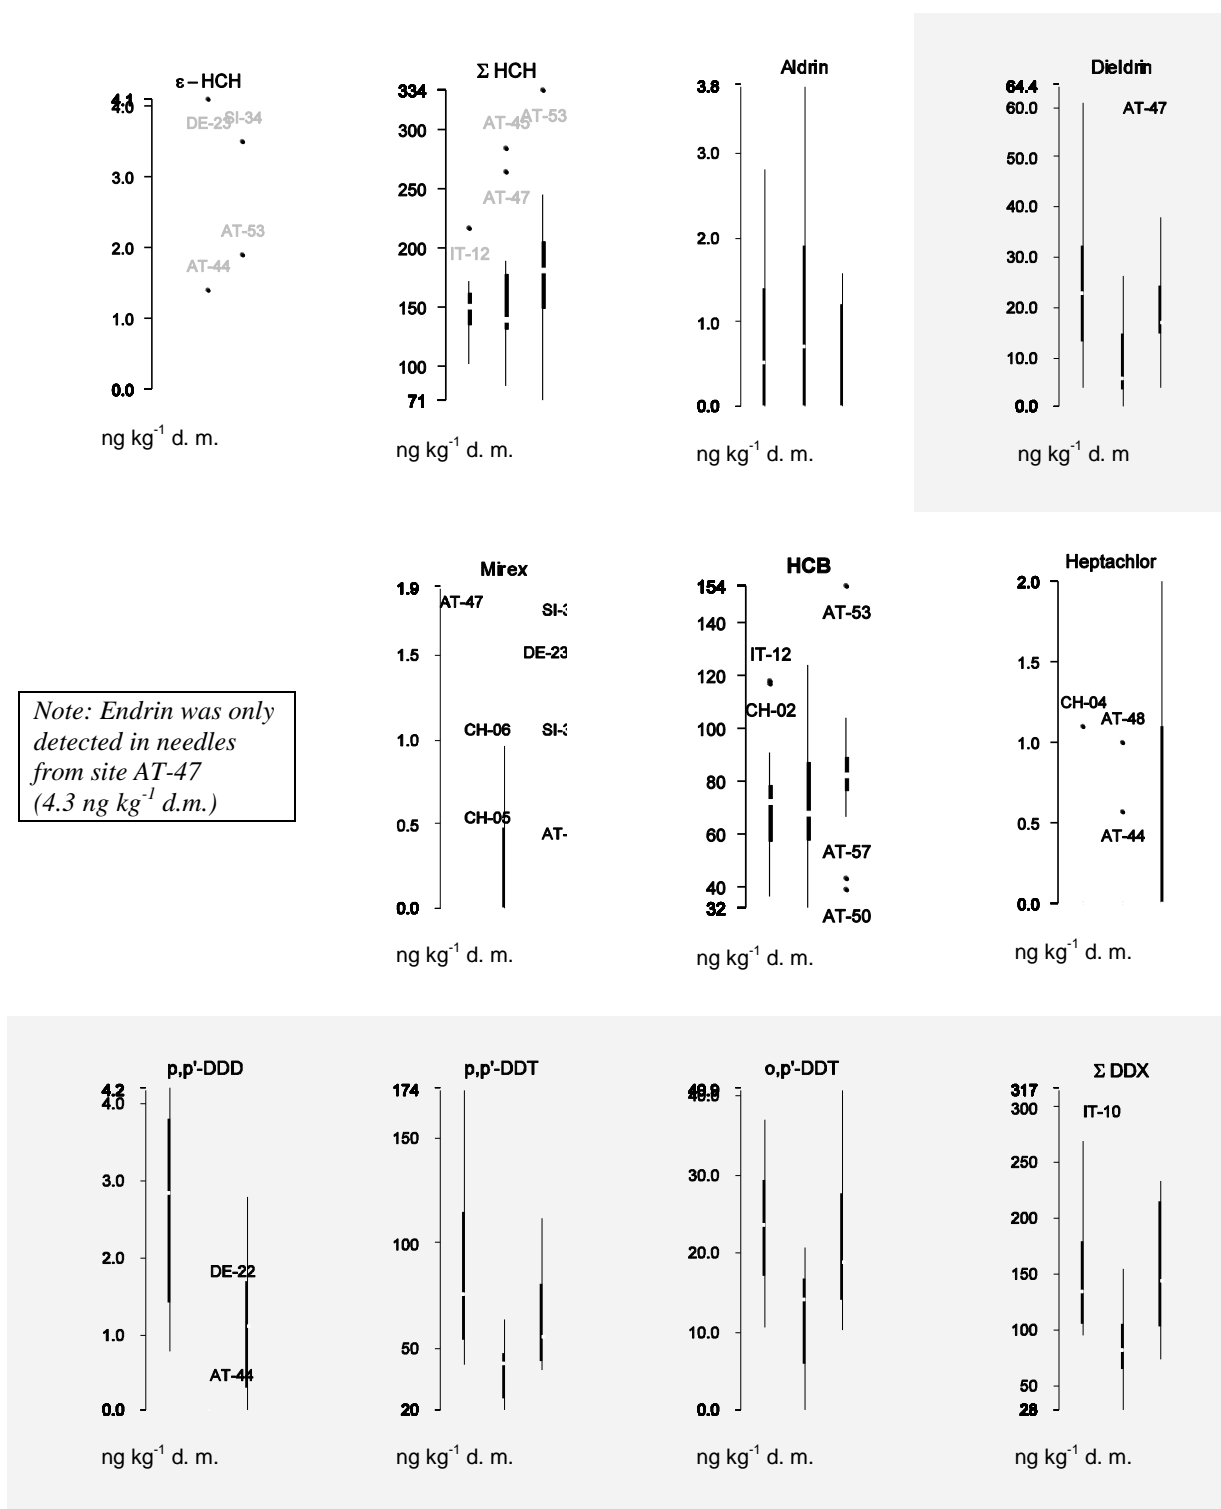 ε – HCH
4.1
4.0
3.0
2.0
1.0
0.0
DE-23
SI-34
AT-53
AT-44
ng kg-1 d. m.
Σ HCH
334
300
250
200
150
100
71
AT-45
AT-53
AT-47
IT-12
ng kg-1 d. m.
Aldrin
3.8
3.0
2.0
1.0
0.0
ng kg-1 d. m.
Dieldrin
64.4
60.0
50.0
40.0
30.0
20.0
10.0
0.0
AT-47
ng kg-1 d. m
Note: Endrin was only
detected in needles
from site AT-47
(4.3 ng kg-1 d.m.)
Mirex
1.9
1.5
1.0
0.5
0.0
AT-47
SI-3
DE-23
CH-06
SI-3
CH-05
AT-
ng kg-1 d. m.
HCB
154
140
120
100
80
60
40
32
AT-53
IT-12
CH-02
AT-57
AT-50
ng kg-1 d. m.
Heptachlor
2.0
1.5
1.0
0.5
0.0
CH-04
AT-48
AT-44
ng kg-1 d. m.
p,p'-DDD
4.2
4.0
3.0
2.0
1.0
0.0
DE-22
AT-44
ng kg-1 d. m.
p,p'-DDT
174
150
100
50
20
ng kg-1 d. m.
o,p'-DDT
40.9
40.0
30.0
20.0
10.0
0.0
ng kg-1 d. m.
Σ DDX
317
300
250
200
150
100
50
28
IT-10
ng kg-1 d. m.